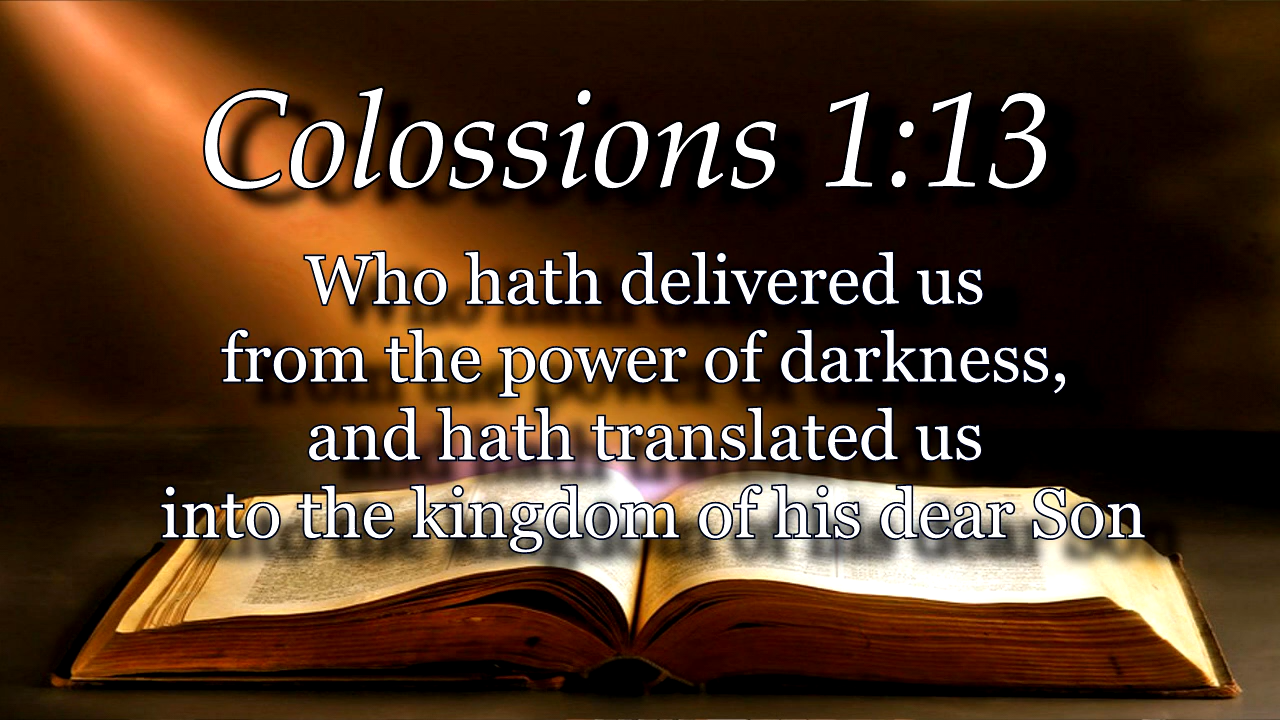 Colossions 1:13
Who hath delivered us
from the power of darkness,
and hath translated us
into the kingdom of his dear Son